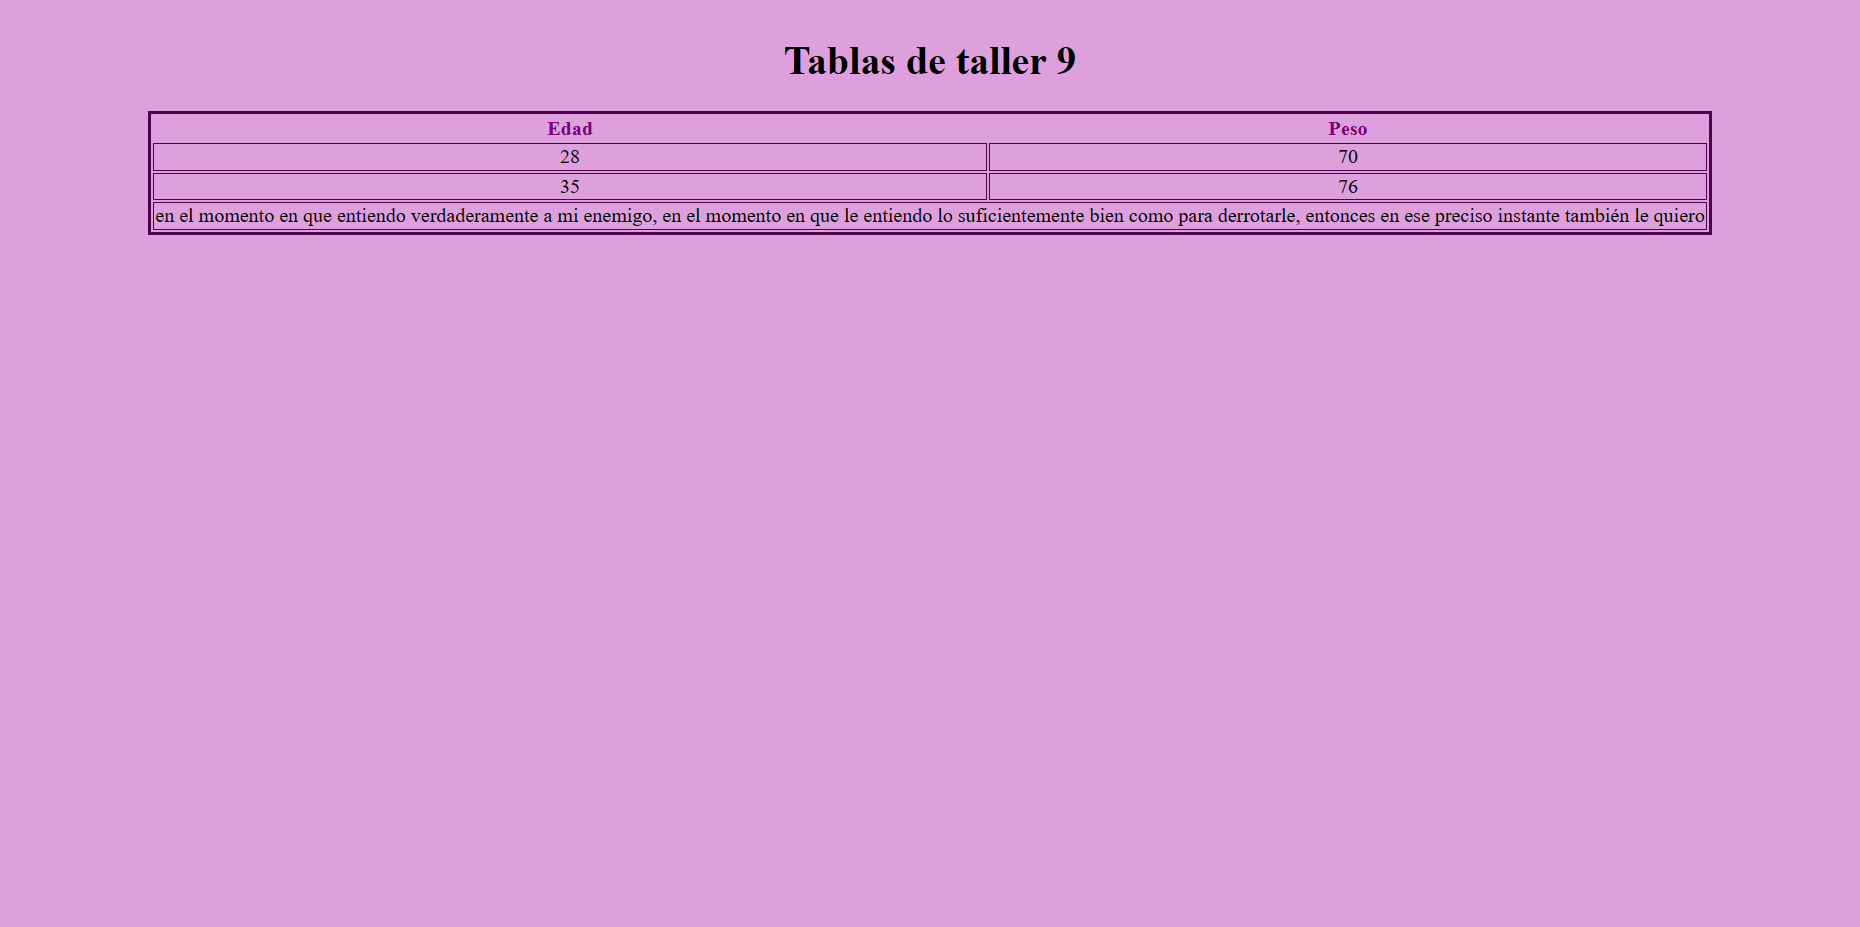 Tablas de taller 9
Edad Peso
28 70
35 76
en el momento en que entiendo verdaderamente a mi enemigo, en el momento en que le entiendo lo suficientemente bien como para derrotarle, entonces en ese preciso instante también le quiero